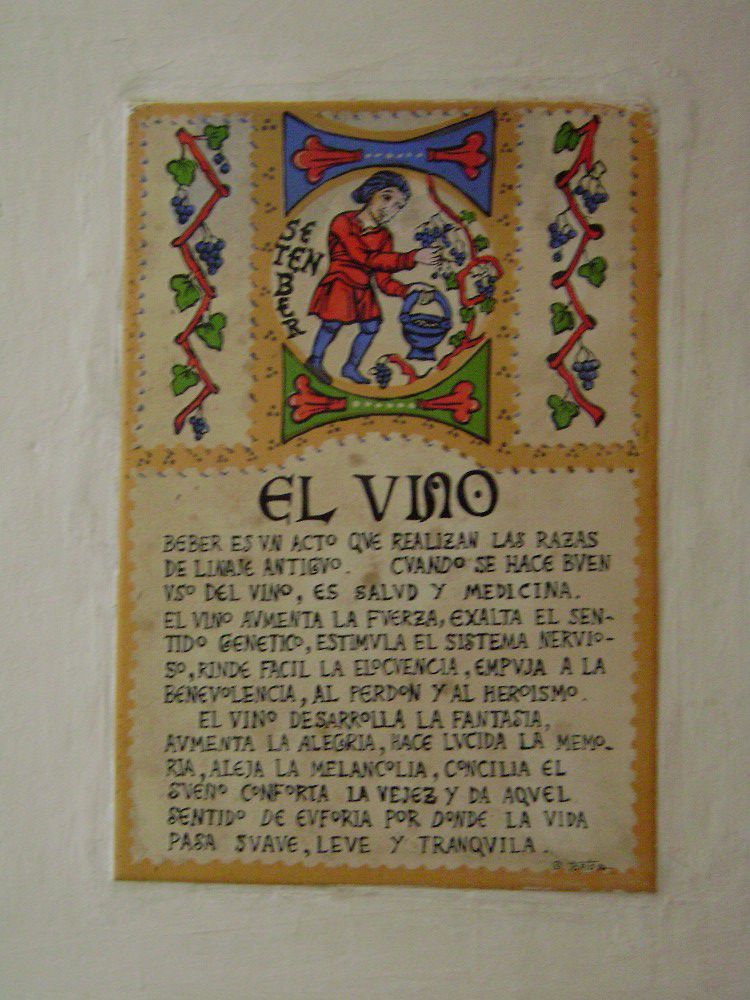 SETENBER
EL VINO
BEBER ES VN ACTO QVE REALIZAN LAS RAZAS
DE LINAJE ANTIGVO. CVANDO SE HACE BVEN
VSO DEL VINO, ES SALVD Y MEDICINA.
EL VINO AVMENTA LA FVERZA, EXALTA EL SEN-
TIDO GENETICO, ESTIMVLA EL SISTEMA NERVIO-
SO, RINDE FACIL LA ELOCVENCIA, EMPVJA A LA
BENEVOLENCIA, AL PERDON Y AL HEROISMO.
EL VINO DESARROLLA LA FANTASIA,
AVMENTA LA ALEGRIA, HACE LVCIDA LA MEMO-
RIA, ALEJA LA MELANCOLIA, CONCILIA EL
SVEÑO CONFORTA LA VEJEZ Y DA AQVEL
SENTIDO DE EVFORIA POR DONDE LA VIDA
PASA SVAVE, LEVE Y TRANQVILA.